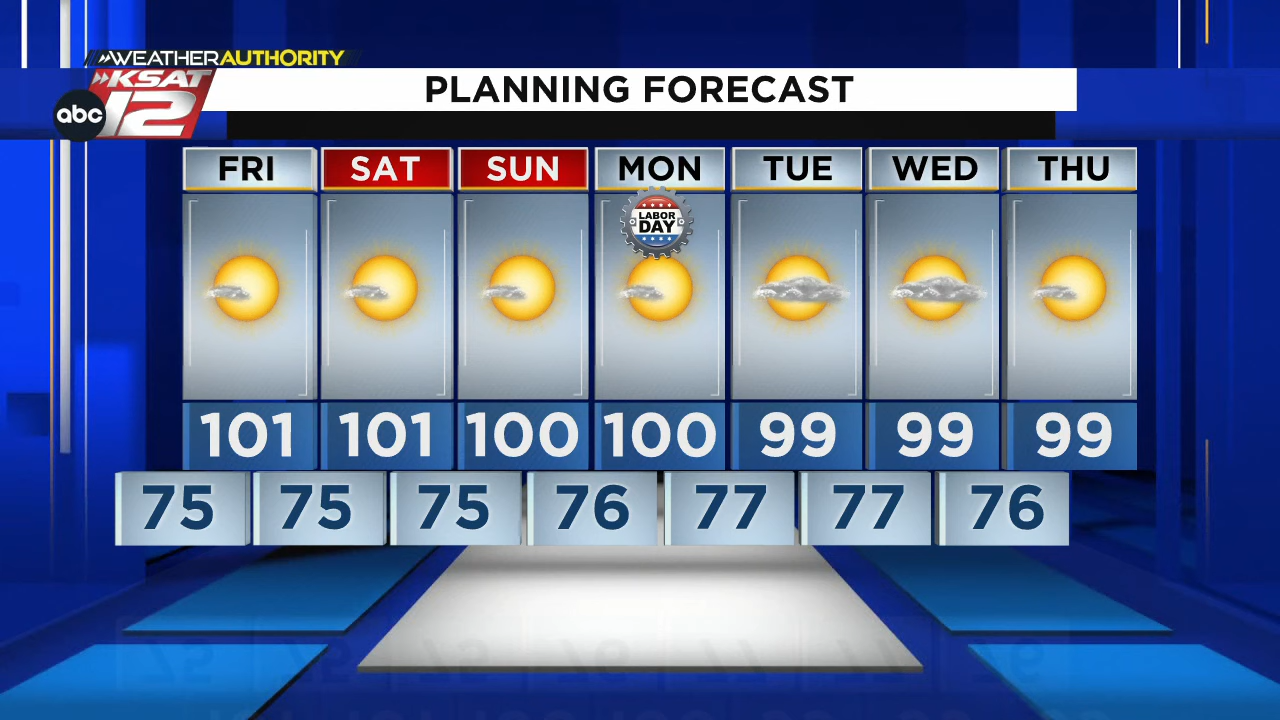 WEATHERAUTHORITY
KSAT
abc
12
PLANNING FORECAST
FRI SAT SUN MON TUE WED THU
LABOR
DAY
101 101 100 100 99 99 99
75 75 75 76 77 77 76